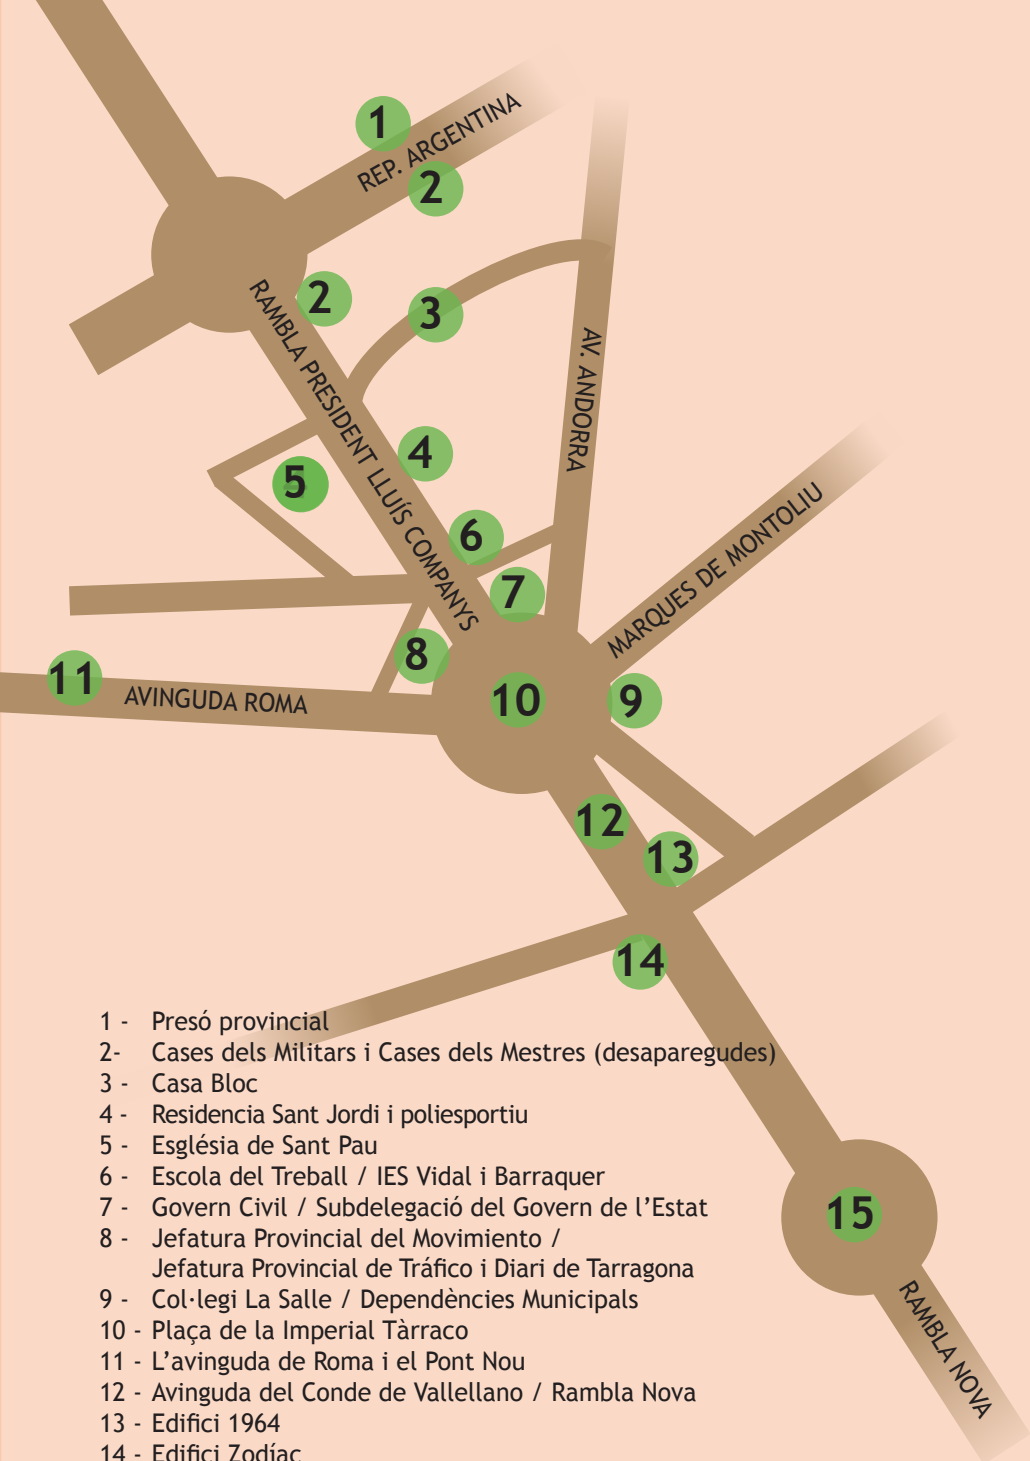 1
REP. ARGENTINA
2
2
3
RAMBLA PRESIDENT LLUÍS COMPANYS
AV. ANDORRA
4
5
6
7
MARQUES DE MONTOLIU
8
11
AVINGUDA ROMA
10
9
12
13
14
1 - Presó provincial
2- Cases dels Militars i Cases dels Mestres (desaparegudes)
3 - Casa Bloc
4 - Residencia Sant Jordi i poliesportiu
5 - Església de Sant Pau
6 - Escola del Treball / IES Vidal i Barraquer
7 - Govern Civil / Subdelegació del Govern de l’Estat
8 - Jefatura Provincial del Movimiento /
Jefatura Provincial de Tráfico i Diari de Tarragona
9 - Col·legi La Salle / Dependències Municipals
10 - Plaça de la Imperial Tàrraco
11 - L’avinguda de Roma i el Pont Nou
12 - Avinguda del Conde de Vallellano / Rambla Nova
13 - Edifici 1964
14 - Edifici Zodíac
15
RAMBLA NOVA